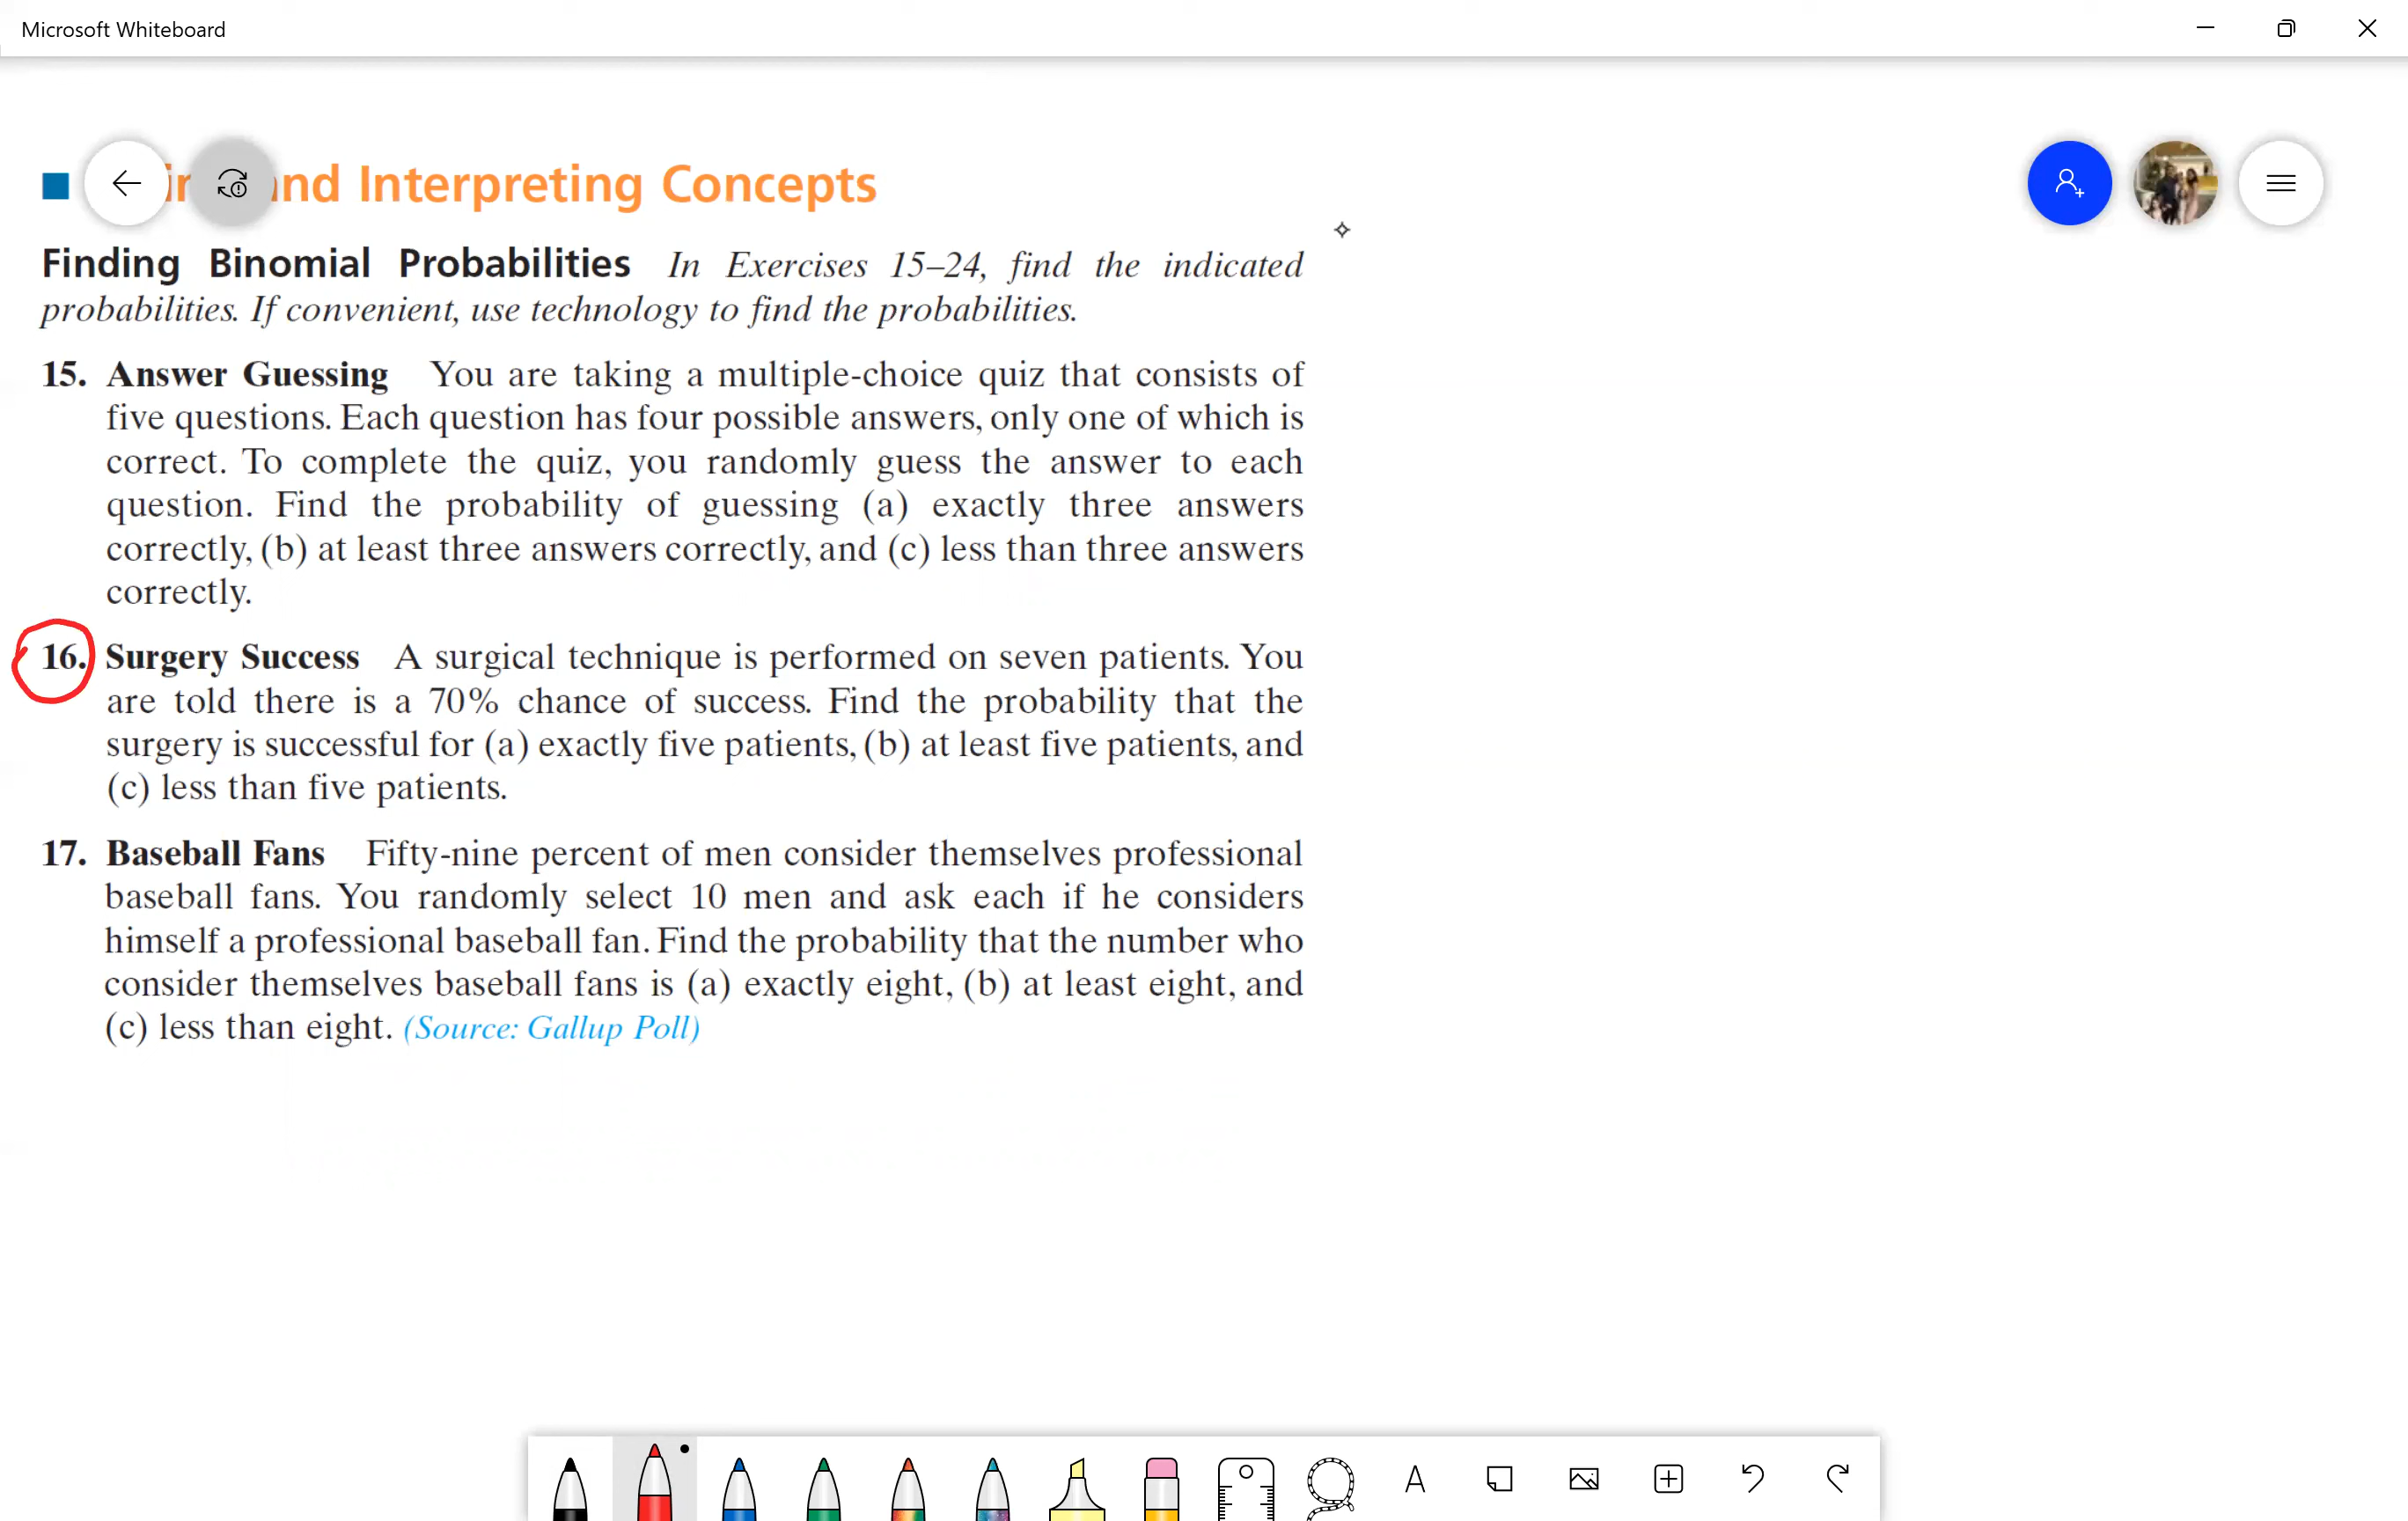 Microsoft Whiteboard
and Interpreting Concepts
Finding Binomial Probabilities In Exercises 15–24, find the indicated
probabilities. If convenient, use technology to find the probabilities.
15. Answer Guessing You are taking a multiple-choice quiz that consists of
five questions. Each question has four possible answers, only one of which is
correct. To complete the quiz, you randomly guess the answer to each
question. Find the probability of guessing (a) exactly three answers
correctly, (b) at least three answers correctly, and (c) less than three answers
correctly.
16. Surgery Success A surgical technique is performed on seven patients. You
are told there is a 70% chance of success. Find the probability that the
surgery is successful for (a) exactly five patients, (b) at least five patients, and
(c) less than five patients.
17. Baseball Fans Fifty-nine percent of men consider themselves professional
baseball fans. You randomly select 10 men and ask each if he considers
himself a professional baseball fan. Find the probability that the number who
consider themselves baseball fans is (a) exactly eight, (b) at least eight, and
(c) less than eight. (Source: Gallup Poll)